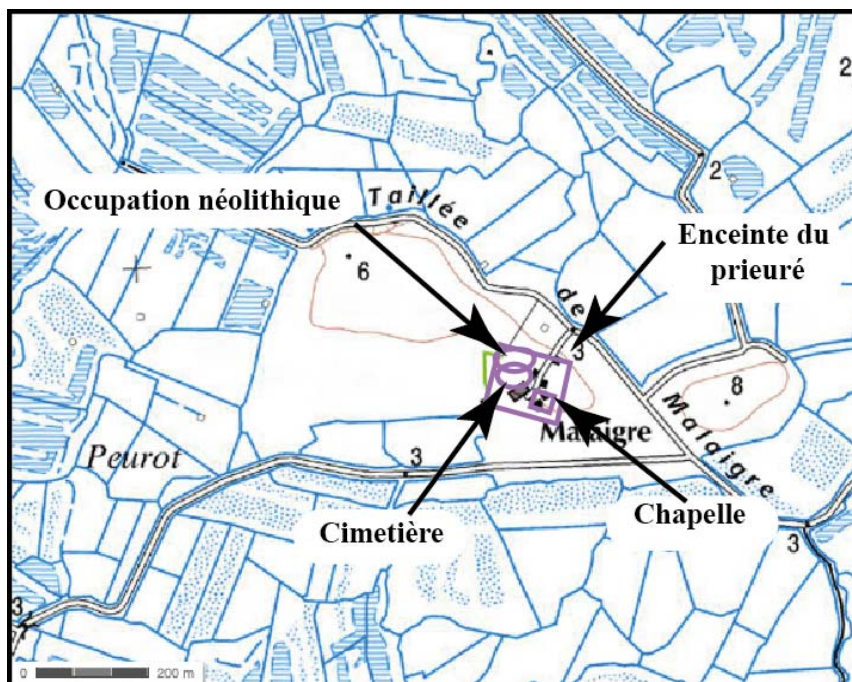 2
2
Occupation néolithique
Taillée
Enceinte du
prieuré
6
de
3
8
Malaigre
Malaigre
Peurot
3
Cimetière
Chapelle
3
3
0 200 m